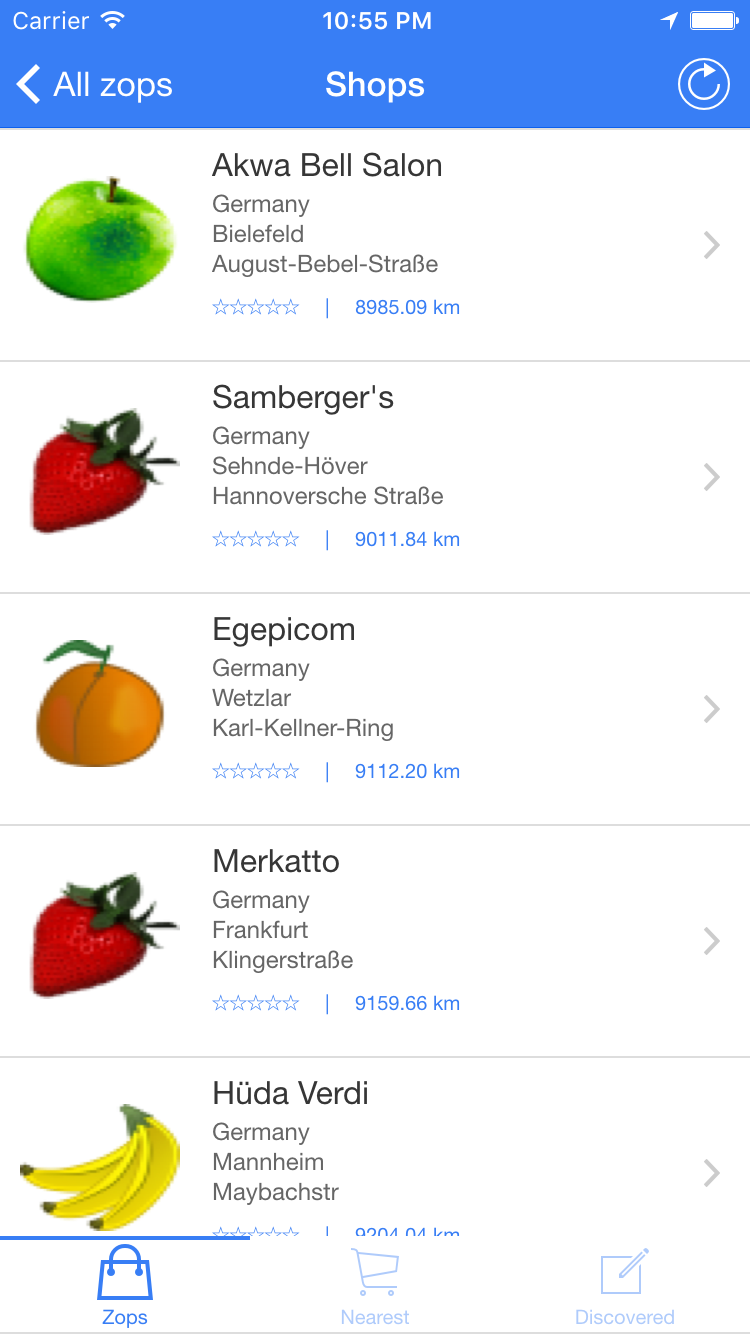 Carrier 10:55 PM
All zops Shops
Akwa Bell Salon
Germany
Bielefeld
August-Bebel-Straße
☆☆☆☆☆ | 8985.09 km
Samberger's
Germany
Sehnde-Höver
Hannoversche Straße
☆☆☆☆☆ | 9011.84 km
Egepicom
Germany
Wetzlar
Karl-Kellner-Ring
☆☆☆☆☆ | 9112.20 km
Merkatto
Germany
Frankfurt
Klingerstraße
☆☆☆☆☆ | 9159.66 km
Hüda Verdi
Germany
Mannheim
Maybachstr
☆☆☆☆☆ | 9204.04 km
Zops Nearest Discovered